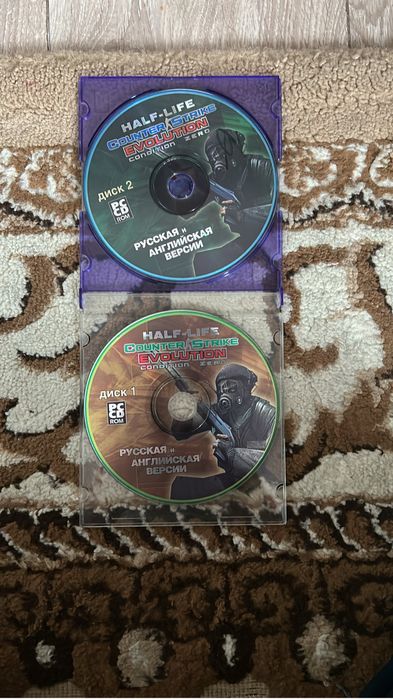 HALF-LIFE
COUNTER STRIKE
EVOLUTION
CONDITION ZERO
ДИСК 2
PC
CD
ROM
РУССКАЯ и
АНГЛИЙСКАЯ
ВЕРСИИ
HALF-LIFE
COUNTER STRIKE
EVOLUTION
CONDITION ZERO
ДИСК 1
PC
CD
ROM
РУССКАЯ и
АНГЛИЙСКАЯ
ВЕРСИИ